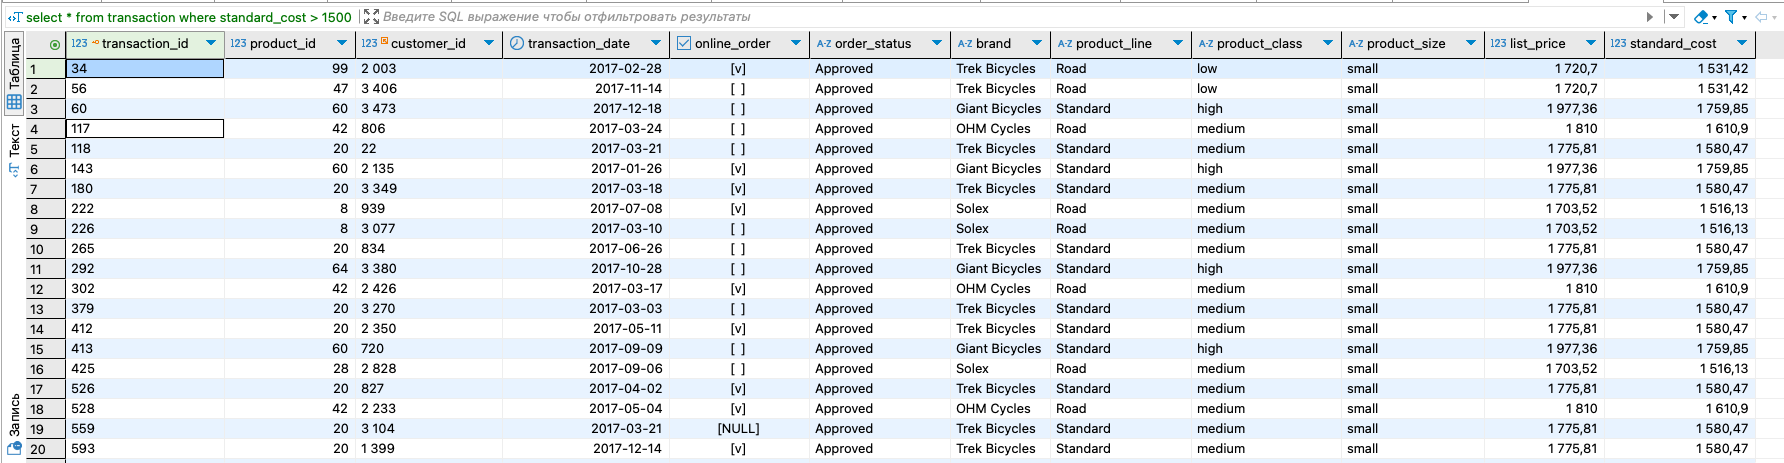 select * from transaction where standard_cost > 1500 Введите SQL выражение чтобы отфильтровать результаты
123 transaction_id 123 product_id 123 customer_id transaction_date online_order A-Z order_status A-Z brand A-Z product_line A-Z product_class A-Z product_size 123 list_price 123 standard_cost
1 34 99 2 003 2017-02-28 [v] Approved Trek Bicycles Road low small 1 720,7 1 531,42
2 56 47 3 406 2017-11-14 [ ] Approved Trek Bicycles Road low small 1 720,7 1 531,42
3 60 60 3 473 2017-12-18 [ ] Approved Giant Bicycles Standard high small 1 977,36 1 759,85
4 117 42 806 2017-03-24 [ ] Approved OHM Cycles Road medium small 1 810 1 610,9
5 118 20 22 2017-03-21 [ ] Approved Trek Bicycles Standard medium small 1 775,81 1 580,47
6 143 60 2 135 2017-01-26 [v] Approved Giant Bicycles Standard high small 1 977,36 1 759,85
7 180 20 3 349 2017-03-18 [v] Approved Trek Bicycles Standard medium small 1 775,81 1 580,47
8 222 8 939 2017-07-08 [v] Approved Solex Road medium small 1 703,52 1 516,13
9 226 8 3 077 2017-03-10 [ ] Approved Solex Road medium small 1 703,52 1 516,13
10 265 20 834 2017-06-26 [ ] Approved Trek Bicycles Standard medium small 1 775,81 1 580,47
11 292 64 3 380 2017-10-28 [ ] Approved Giant Bicycles Standard high small 1 977,36 1 759,85
12 302 42 2 426 2017-03-17 [v] Approved OHM Cycles Road medium small 1 810 1 610,9
13 379 20 3 270 2017-03-03 [ ] Approved Trek Bicycles Standard medium small 1 775,81 1 580,47
14 412 20 2 350 2017-05-11 [v] Approved Trek Bicycles Standard medium small 1 775,81 1 580,47
15 413 60 720 2017-09-09 [ ] Approved Giant Bicycles Standard high small 1 977,36 1 759,85
16 425 28 2 828 2017-09-06 [ ] Approved Solex Road medium small 1 703,52 1 516,13
17 526 20 827 2017-04-02 [v] Approved Trek Bicycles Standard medium small 1 775,81 1 580,47
18 528 42 2 233 2017-05-04 [v] Approved OHM Cycles Road medium small 1 810 1 610,9
19 559 20 3 104 2017-03-21 [NULL] Approved Trek Bicycles Standard medium small 1 775,81 1 580,47
20 593 20 1 399 2017-12-14 [v] Approved Trek Bicycles Standard medium small 1 775,81 1 580,47
Таблица
Текст
Запись